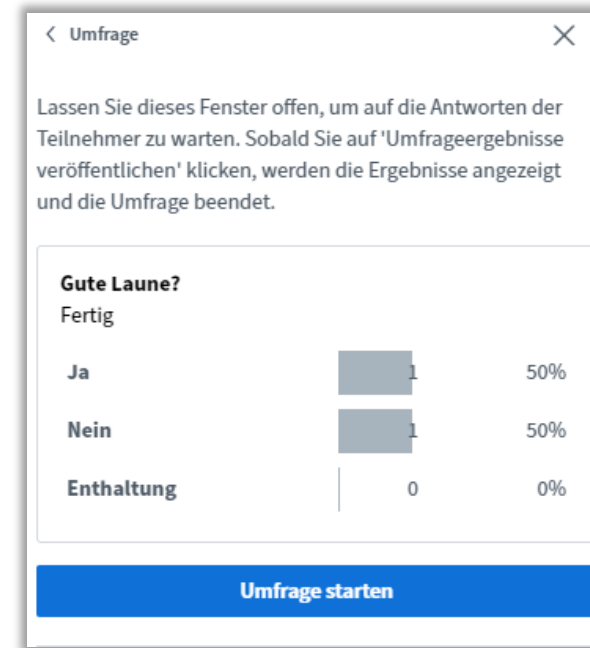 Umfrage
Lassen Sie dieses Fenster offen, um auf die Antworten der
Teilnehmer zu warten. Sobald Sie auf 'Umfrageergebnisse
veröffentlichen' klicken, werden die Ergebnisse angezeigt
und die Umfrage beendet.
Gute Laune?
Fertig
Ja 1 50%
Nein 1 50%
Enthaltung 0 0%
Umfrage starten